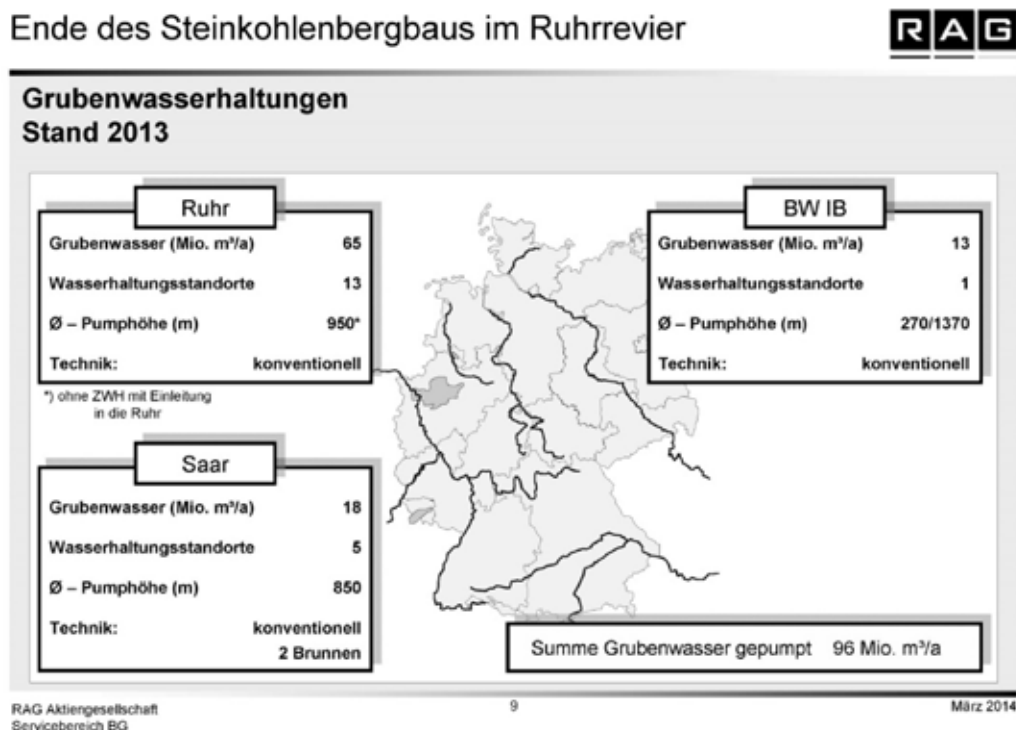 Ende des Steinkohlenbergbaus im Ruhrrevier
RAG
Grubenwasserhaltungen
Stand 2013
Ruhr
Grubenwasser (Mio. m³/a) 65
Wasserhaltungsstandorte 13
Ø – Pumphöhe (m) 950*
Technik: konventionell
*) ohne ZWH mit Einleitung
in die Ruhr
BW IB
Grubenwasser (Mio. m³/a) 13
Wasserhaltungsstandorte 1
Ø – Pumphöhe (m) 270/1370
Technik: konventionell
Saar
Grubenwasser (Mio. m³/a) 18
Wasserhaltungsstandorte 5
Ø – Pumphöhe (m) 850
Technik: konventionell
2 Brunnen
Summe Grubenwasser gepumpt 96 Mio. m³/a
RAG Aktiengesellschaft
Servicebereich BG
9
März 2014